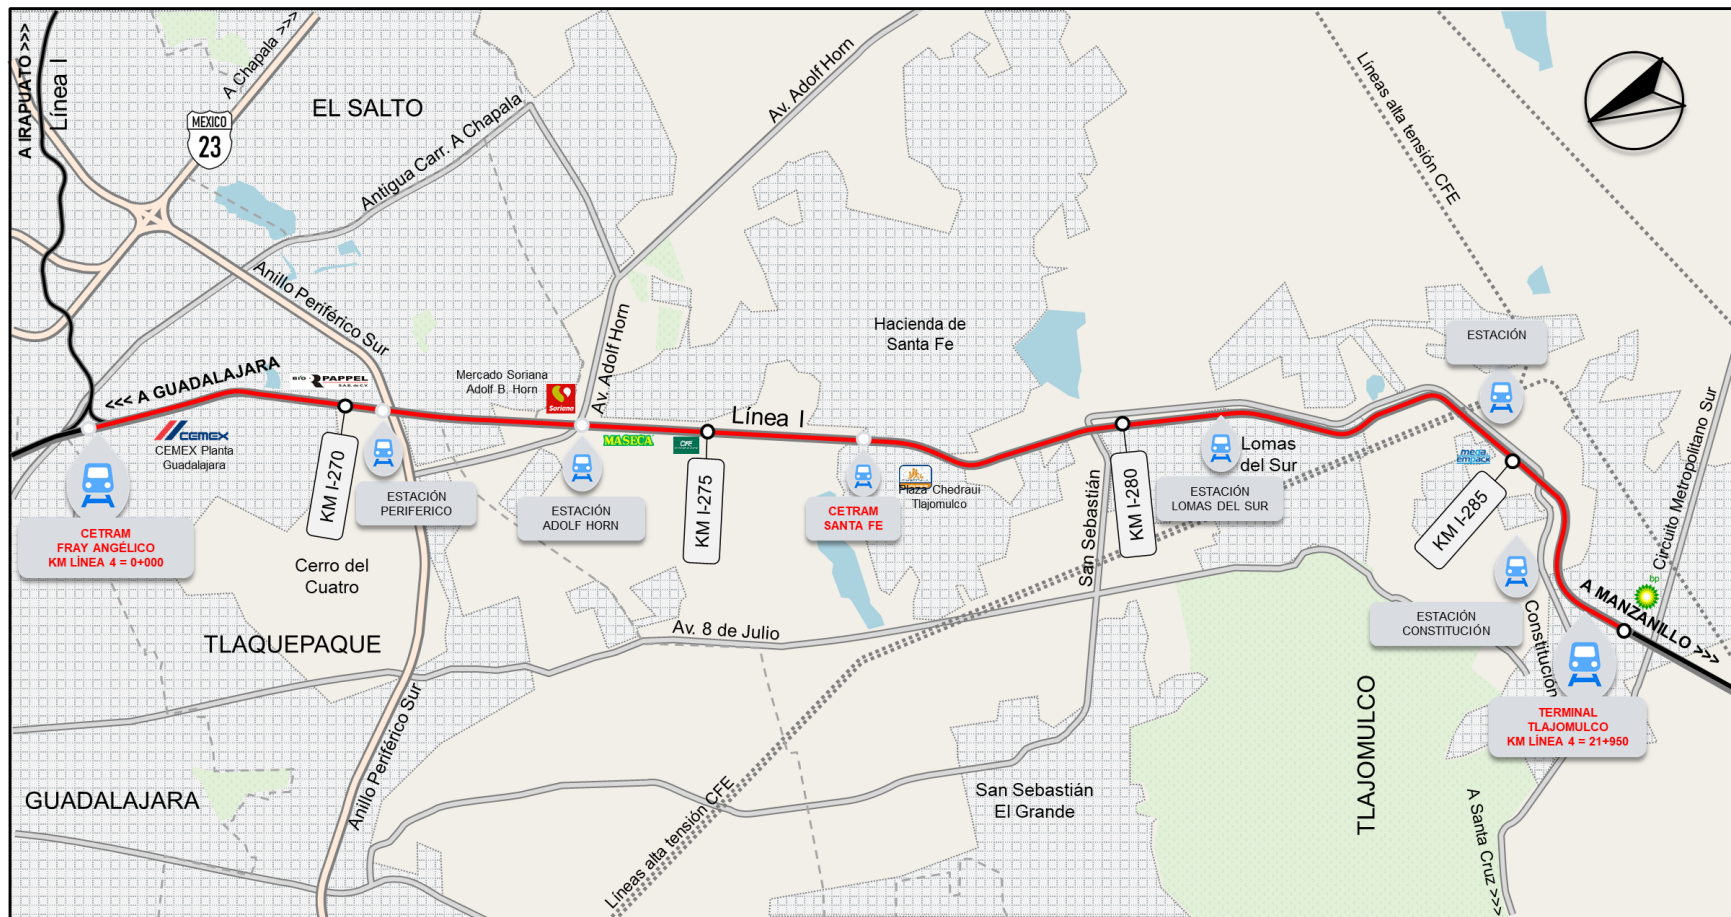 A IRAPUATO >>>
Línea I
A Chapala >>>
MEXICO
23
EL SALTO
Antigua Carr. A Chapala
Av. Adolf Horn
Líneas alta tensión CFE
Anillo Periférico Sur
Av. Adolf Horn
Hacienda de
Santa Fe
ESTACIÓN
<<< A GUADALAJARA
BIO PAPPEL
S.A.B. de C.V.
Mercado Soriana
Adolf B. Horn
Soriana
Línea I
MASECA
CFE
CEMEX
CEMEX Planta
Guadalajara
KM I-270
KM I-275
KM I-280
KM I-285
Lomas
del Sur
mega
empack
Circuito Metropolitano Sur
San Sebastián
ESTACIÓN
PERIFERICO
ESTACIÓN
ADOLF HORN
CETRAM
SANTA FE
Plaza Chedraui
Tlajomulco
ESTACIÓN
LOMAS DEL SUR
CETRAM
FRAY ANGÉLICO
KM LÍNEA 4 = 0+000
Cerro del
Cuatro
bp
A MANZANILLO >>>
ESTACIÓN
CONSTITUCIÓN
Constitución
TLAQUEPAQUE
Av. 8 de Julio
TERMINAL
TLAJOMULCO
KM LÍNEA 4 = 21+950
Anillo Periférico Sur
TLAJOMULCO
GUADALAJARA
San Sebastián
El Grande
Líneas alta tensión CFE
A Santa Cruz >>>